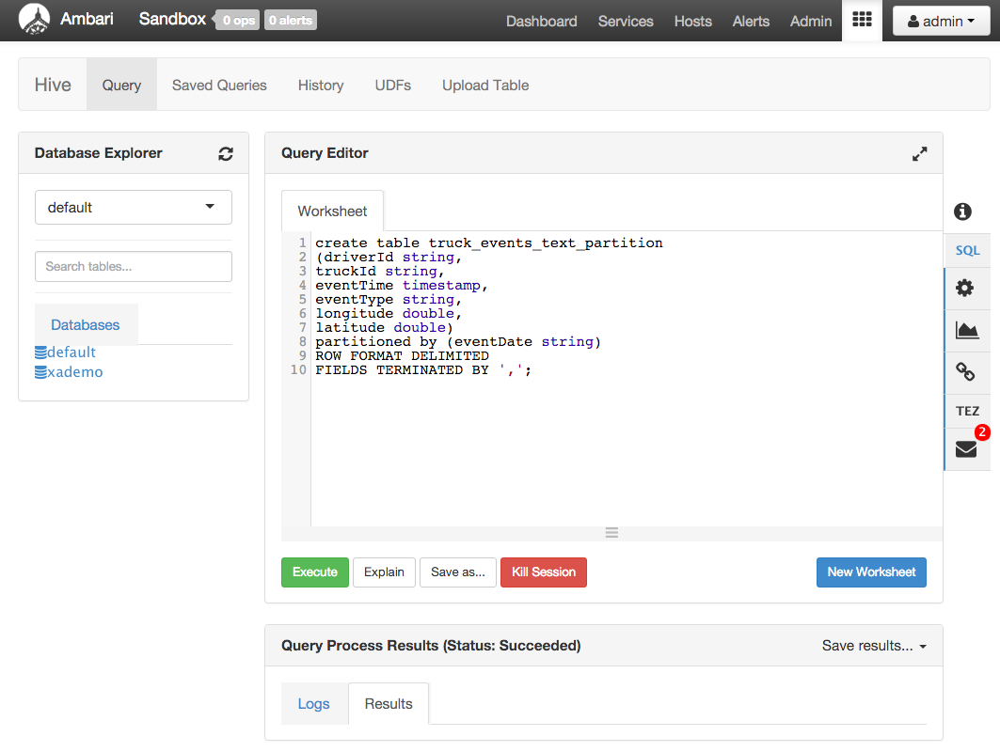 Ambari Sandbox 0 ops 0 alerts Dashboard Services Hosts Alerts Admin admin
Hive Query Saved Queries History UDFs Upload Table
Database Explorer
default
Search tables...
Databases
default
xademo
Query Editor
Worksheet
1 create table truck_events_text_partition
2 (driverId string,
3 truckId string,
4 eventTime timestamp,
5 eventType string,
6 longitude double,
7 latitude double)
8 partitioned by (eventDate string)
9 ROW FORMAT DELIMITED
10 FIELDS TERMINATED BY ',';
Execute Explain Save as... Kill Session New Worksheet
SQL
TEZ
2
Query Process Results (Status: Succeeded) Save results...
Logs Results